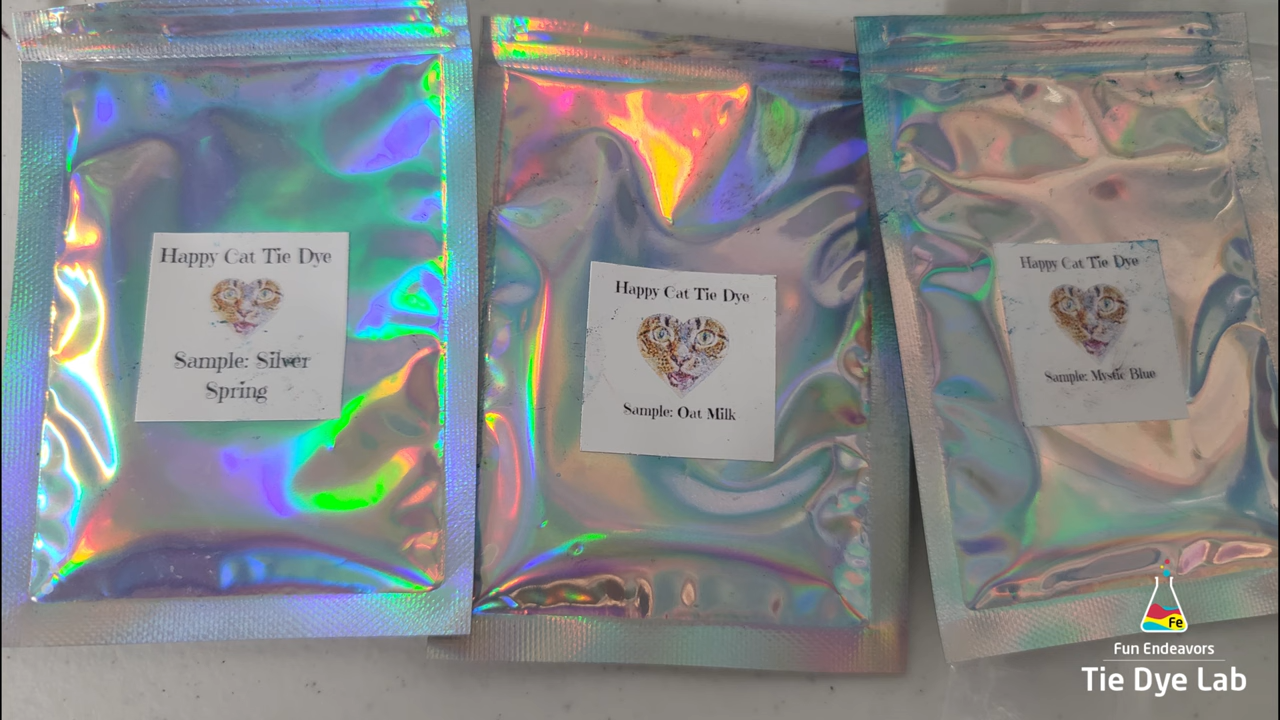 Happy Cat Tie Dye
Sample: Silver
Spring
Happy Cat Tie Dye
Sample: Oat Milk
Happy Cat Tie Dye
Sample: Mystic Blue
Fe
Fun Endeavors
Tie Dye Lab